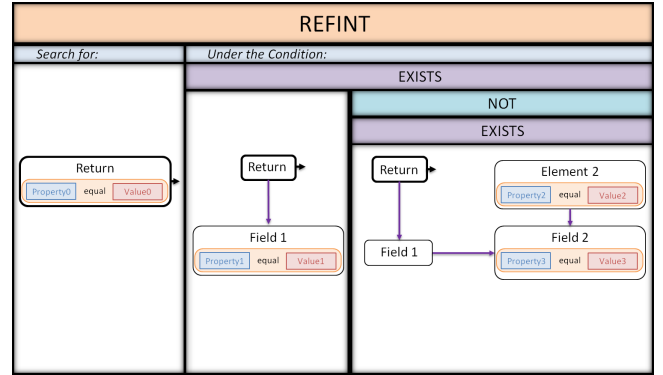 REFINT
Search for:
Under the Condition:
EXISTS
NOT
EXISTS
Return
Property0 equal Value0
Return
Field 1
Property1 equal Value1
Return
Element 2
Property2 equal Value2
Field 1
Field 2
Property3 equal Value3